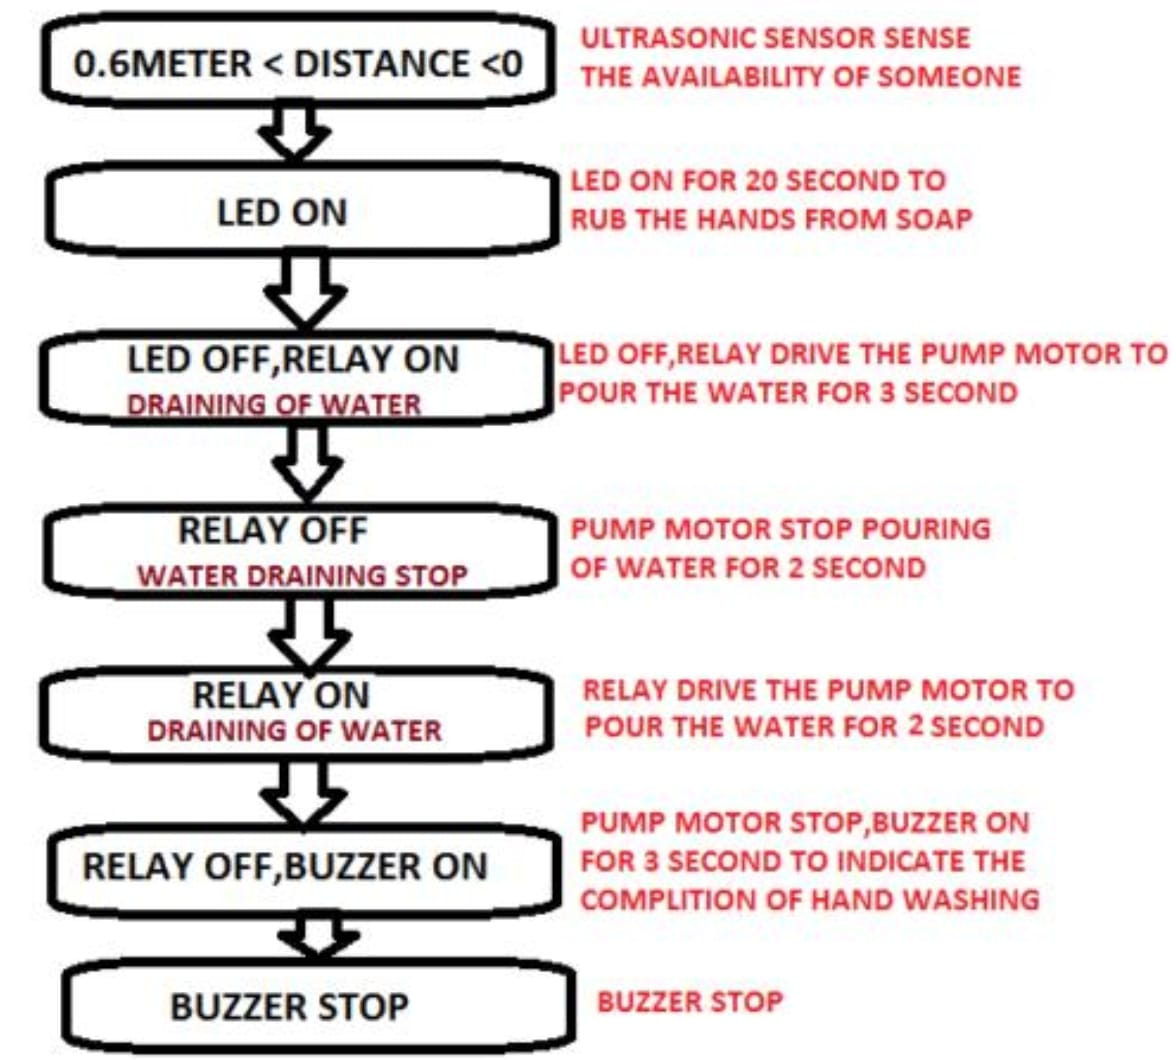 0.6METER < DISTANCE <0
ULTRASONIC SENSOR SENSE
THE AVAILABILITY OF SOMEONE
LED ON
LED ON FOR 20 SECOND TO
RUB THE HANDS FROM SOAP
LED OFF,RELAY ON
DRAINING OF WATER
LED OFF,RELAY DRIVE THE PUMP MOTOR TO
POUR THE WATER FOR 3 SECOND
RELAY OFF
WATER DRAINING STOP
PUMP MOTOR STOP POURING
OF WATER FOR 2 SECOND
RELAY ON
DRAINING OF WATER
RELAY DRIVE THE PUMP MOTOR TO
POUR THE WATER FOR 2 SECOND
RELAY OFF,BUZZER ON
PUMP MOTOR STOP,BUZZER ON
FOR 3 SECOND TO INDICATE THE
COMPLITION OF HAND WASHING
BUZZER STOP
BUZZER STOP